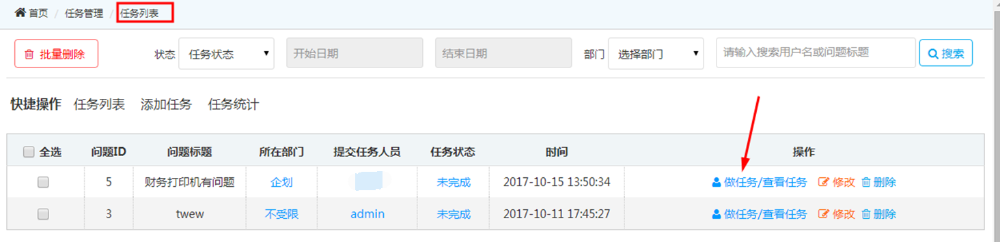 首页 / 任务管理 / 任务列表
批量删除 状态 任务状态 开始日期 结束日期 部门 选择部门 请输入搜索用户名或问题标题 搜索
快捷操作 任务列表 添加任务 任务统计
全选 问题ID 问题标题 所在部门 提交任务人员 任务状态 时间 操作
5 财务打印机有问题 企划 未完成 2017-10-15 13:50:34 做任务/查看任务 修改 删除
3 twew 不受限 admin 未完成 2017-10-11 17:45:27 做任务/查看任务 修改 删除